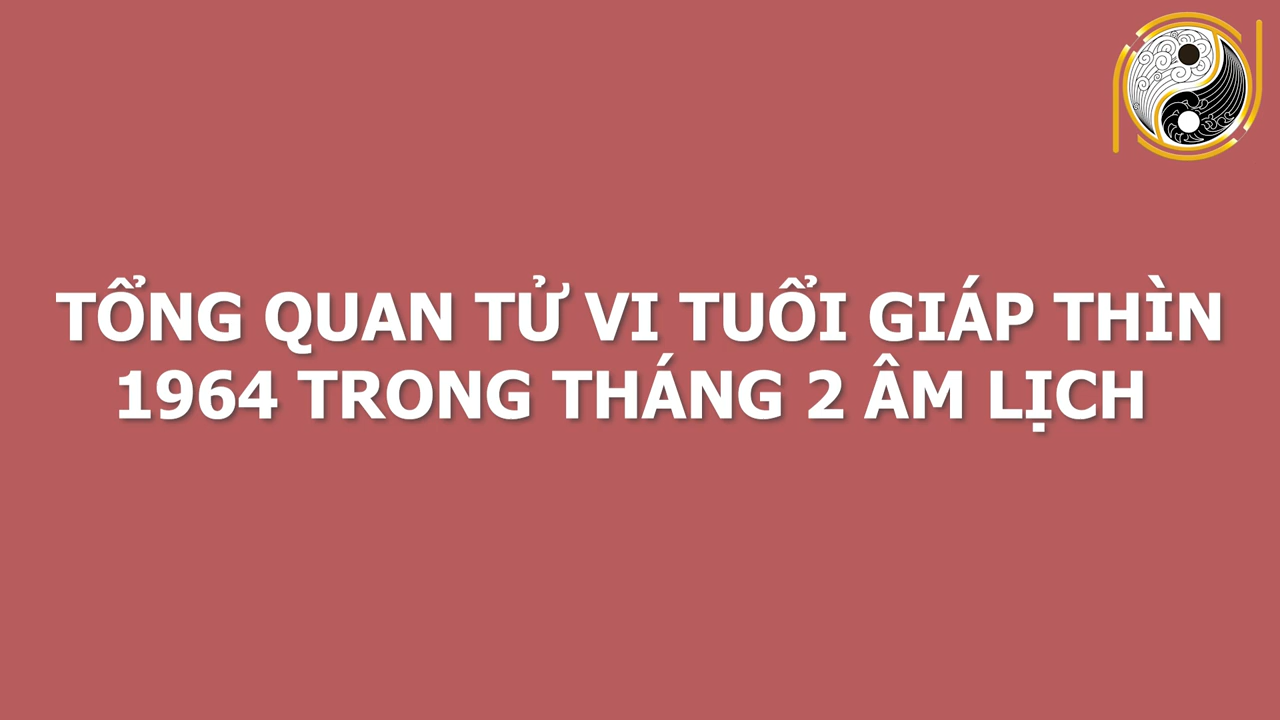 TỔNG QUAN TỬ VI TUỔI GIÁP THÌN
1964 TRONG THÁNG 2 ÂM LỊCH